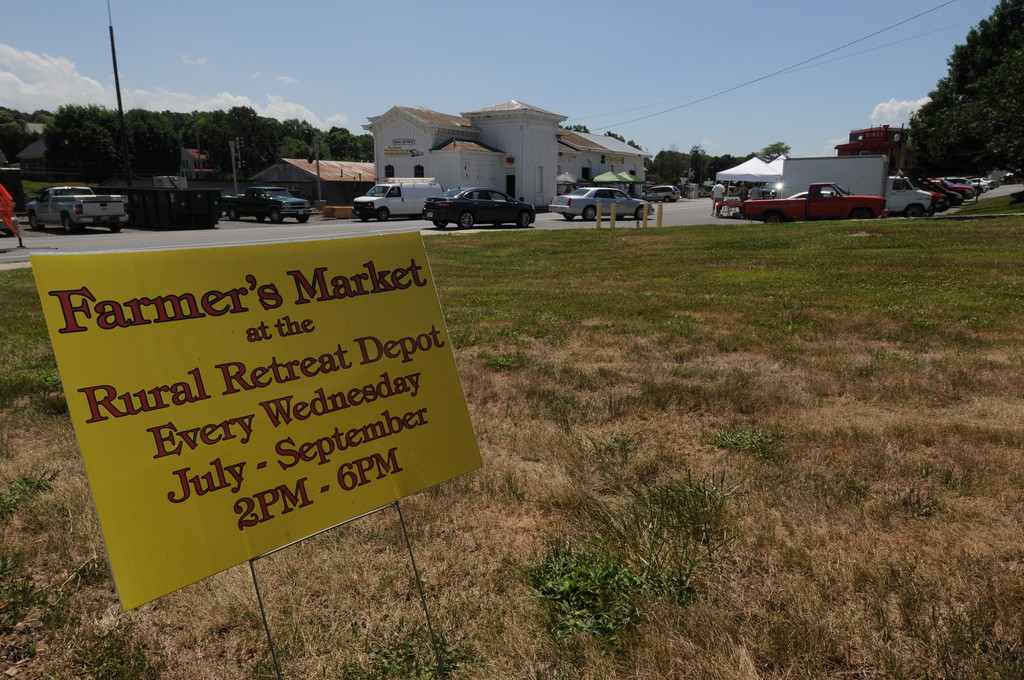 Farmer's Market
at the
Rural Retreat Depot
Every Wednesday
July - September
2PM - 6PM